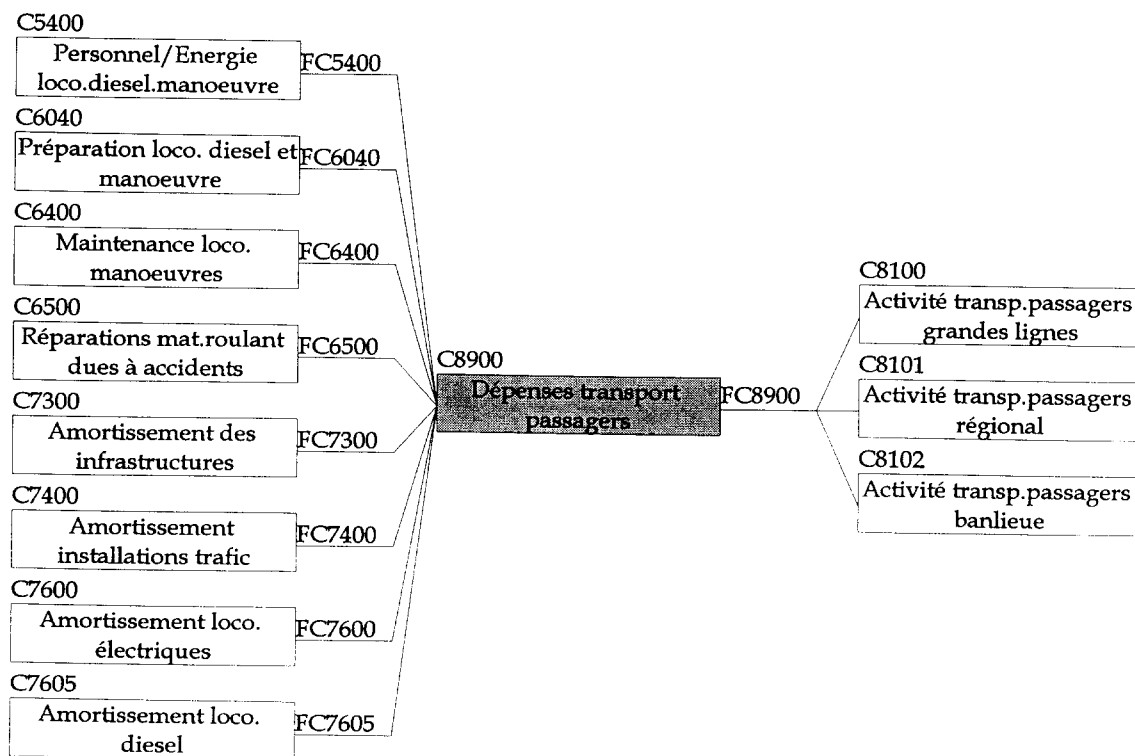 C5400
Personnel/Energie
loco.diesel.manoeuvre
FC5400
C6040
Préparation loco. diesel et
manoeuvre
FC6040
C6400
Maintenance loco.
manoeuvres
FC6400
C6500
Réparations mat.roulant
dues à accidents
FC6500
C7300
Amortissement des
infrastructures
FC7300
C7400
Amortissement
installations trafic
FC7400
C7600
Amortissement loco.
électriques
FC7600
C7605
Amortissement loco.
diesel
FC7605
C8900
Dépenses transport
passagers
FC8900
C8100
Activité transp.passagers
grandes lignes
C8101
Activité transp.passagers
régional
C8102
Activité transp.passagers
banlieue